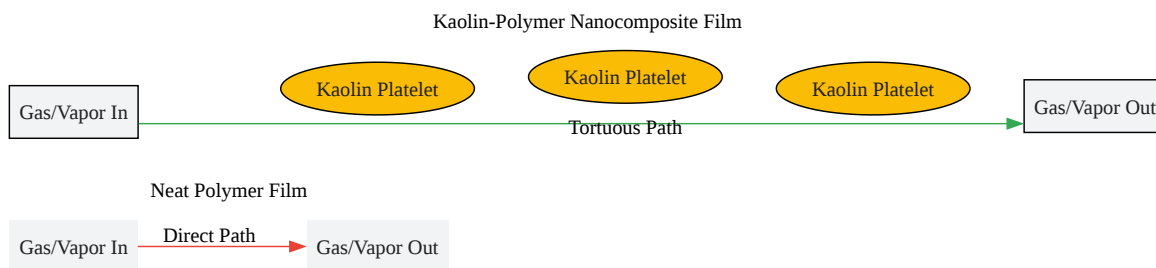 Kaolin-Polymer Nanocomposite Film
Kaolin Platelet
Kaolin Platelet
Kaolin Platelet
Gas/Vapor In
Gas/Vapor Out
Tortuous Path
Neat Polymer Film
Gas/Vapor In
Direct Path
Gas/Vapor Out